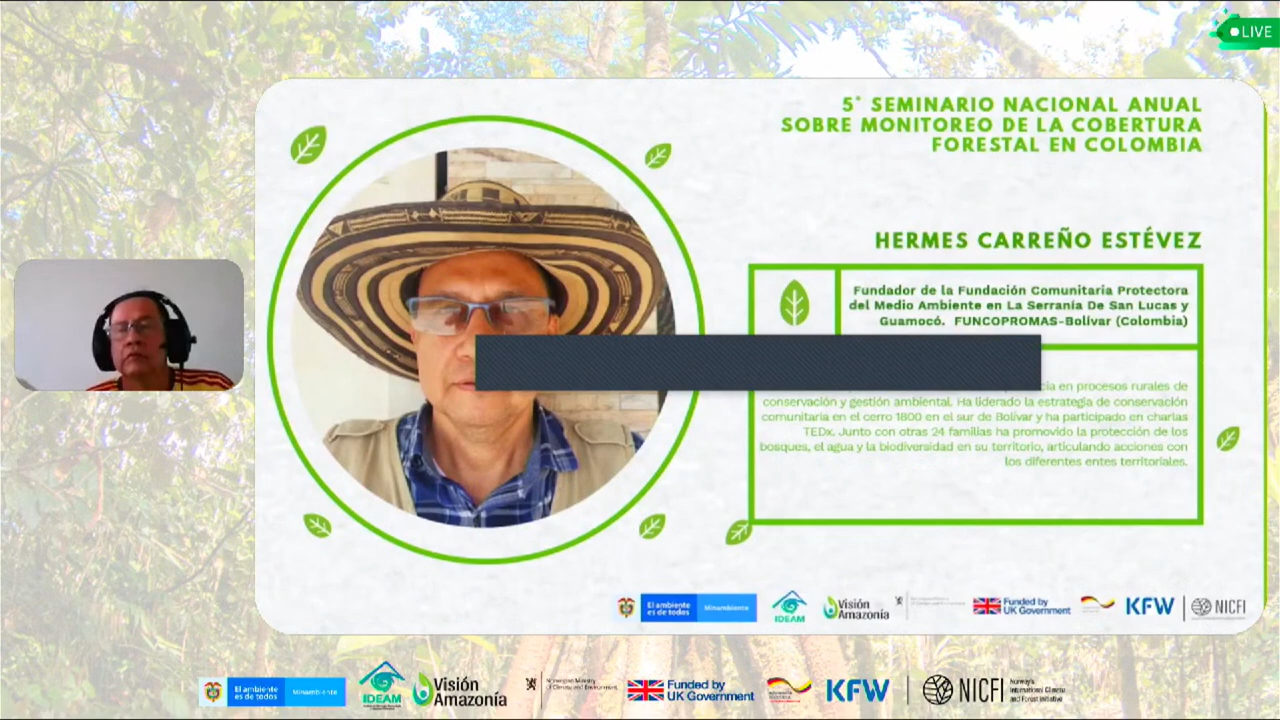 LIVE
5° SEMINARIO NACIONAL ANUAL
SOBRE MONITOREO DE LA COBERTURA
FORESTAL EN COLOMBIA
HERMES CARREÑO ESTÉVEZ
Fundador de la Fundación Comunitaria Protectora
del Medio Ambiente en La Serranía De San Lucas y
Guamocó. FUNCOPROMAS-Bolívar (Colombia)
en procesos rurales de
conservación y gestión ambiental. Ha liderado la estrategia de conservación
comunitaria en el cerro 1800 en el sur de Bolívar y ha participado en charlas
TEDx. Junto con otras 24 familias ha promovido la protección de los
bosques, el agua y la biodiversidad en su territorio, articulando acciones con
los diferentes entes territoriales.
El ambiente
es de todos
Minambiente
IDEAM
Visión
Amazonía
Funded by
UK Government
KFW
NICFI
El ambiente
es de todos
Minambiente
IDEAM
Visión
Amazonía
Norwegian Ministry
of Climate and Environment
Funded by
UK Government
KFW
NICFI
Norway's
International Climate
and Forest Initiative